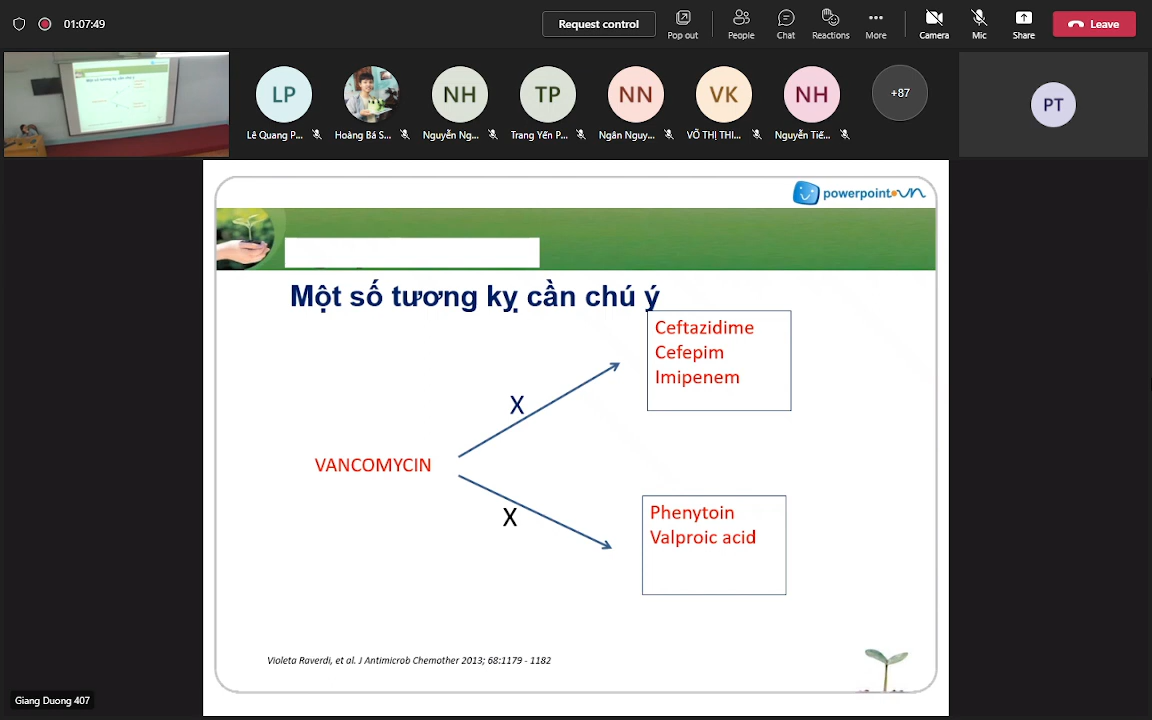 01:07:49
Request control
Pop out
People
Chat
Reactions
More
Camera
Mic
Share
Leave
LP
NH
TP
NN
VK
NH
+87
PT
Lê Quang P...
Hoàng Bá S...
Nguyễn Ng...
Trang Yến P...
Ngân Nguy...
VÕ THỊ THI...
Nguyễn Tiế...
powerpoint.vn
Một số tương kỵ cần chú ý
Ceftazidime
Cefepim
Imipenem
X
VANCOMYCIN
X
Phenytoin
Valproic acid
Violeta Raverdi, et al. J Antimicrob Chemother 2013; 68:1179 - 1182
Giang Duong 407